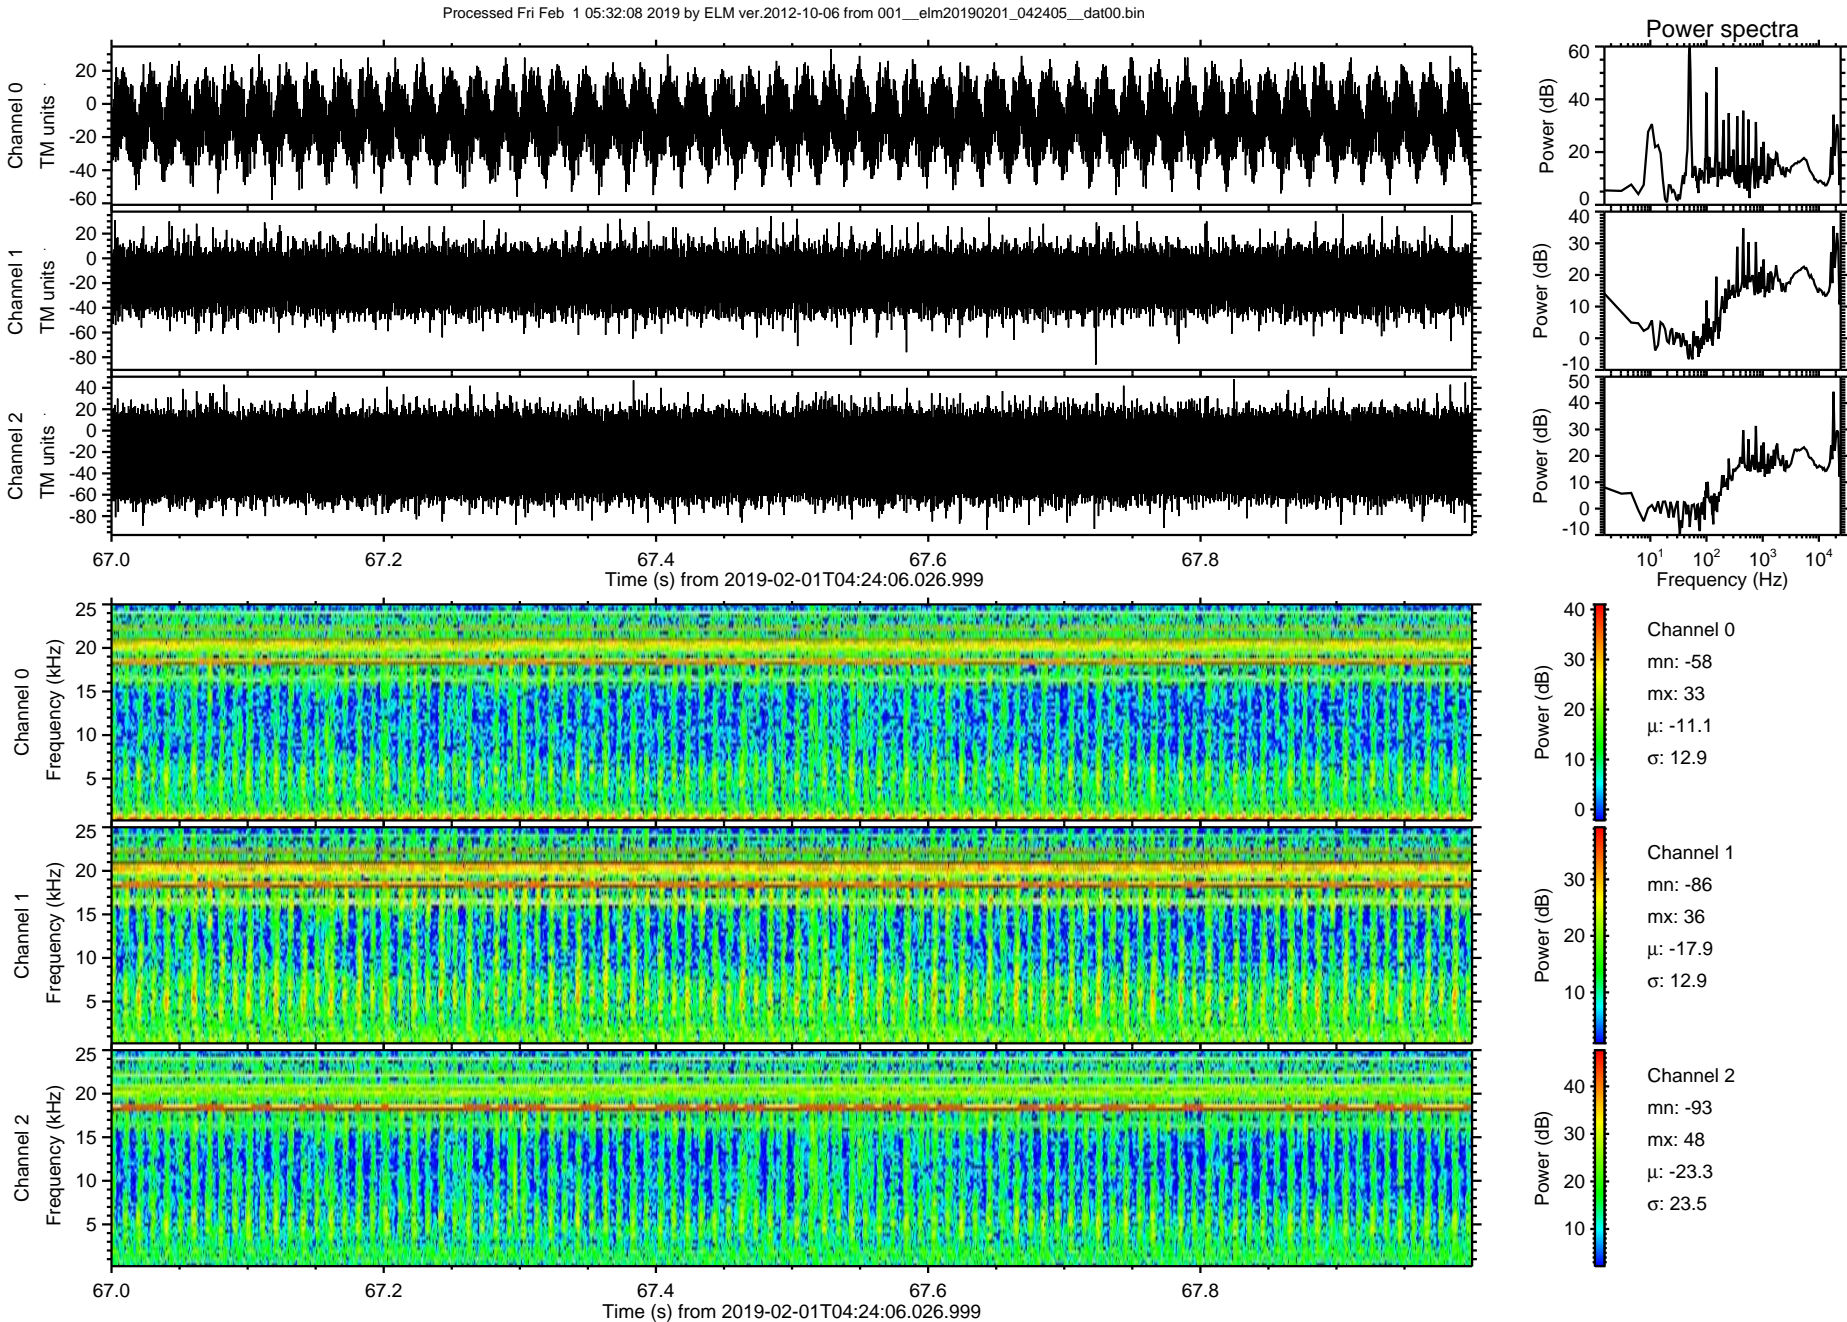 Processed Fri Feb  1 05:32:08 2019 by ELM ver.2012-10-06 from 001__elm20190201_042405__dat00.bin
Power spectra
Channel 0
TM units
20
0
-20
-40
-60
Power (dB)
60
40
20
0
Channel 1
TM units
20
0
-20
-40
-60
-80
Power (dB)
40
30
20
10
0
-10
Channel 2
TM units
40
20
0
-20
-40
-60
-80
Power (dB)
50
40
30
20
10
0
-10
67.0 67.2 67.4 67.6 67.8
Time (s) from 2019-02-01T04:24:06.026.999
10^1 10^2 10^3 10^4
Frequency (Hz)
Channel 0
Frequency (kHz)
25
20
15
10
5
Power (dB)
40
30
20
10
0
Channel 0
mn: -58
mx: 33
μ: -11.1
σ: 12.9
Channel 1
Frequency (kHz)
25
20
15
10
5
Power (dB)
30
20
10
Channel 1
mn: -86
mx: 36
μ: -17.9
σ: 12.9
Channel 2
Frequency (kHz)
25
20
15
10
5
Power (dB)
40
30
20
10
Channel 2
mn: -93
mx: 48
μ: -23.3
σ: 23.5
67.0 67.2 67.4 67.6 67.8
Time (s) from 2019-02-01T04:24:06.026.999